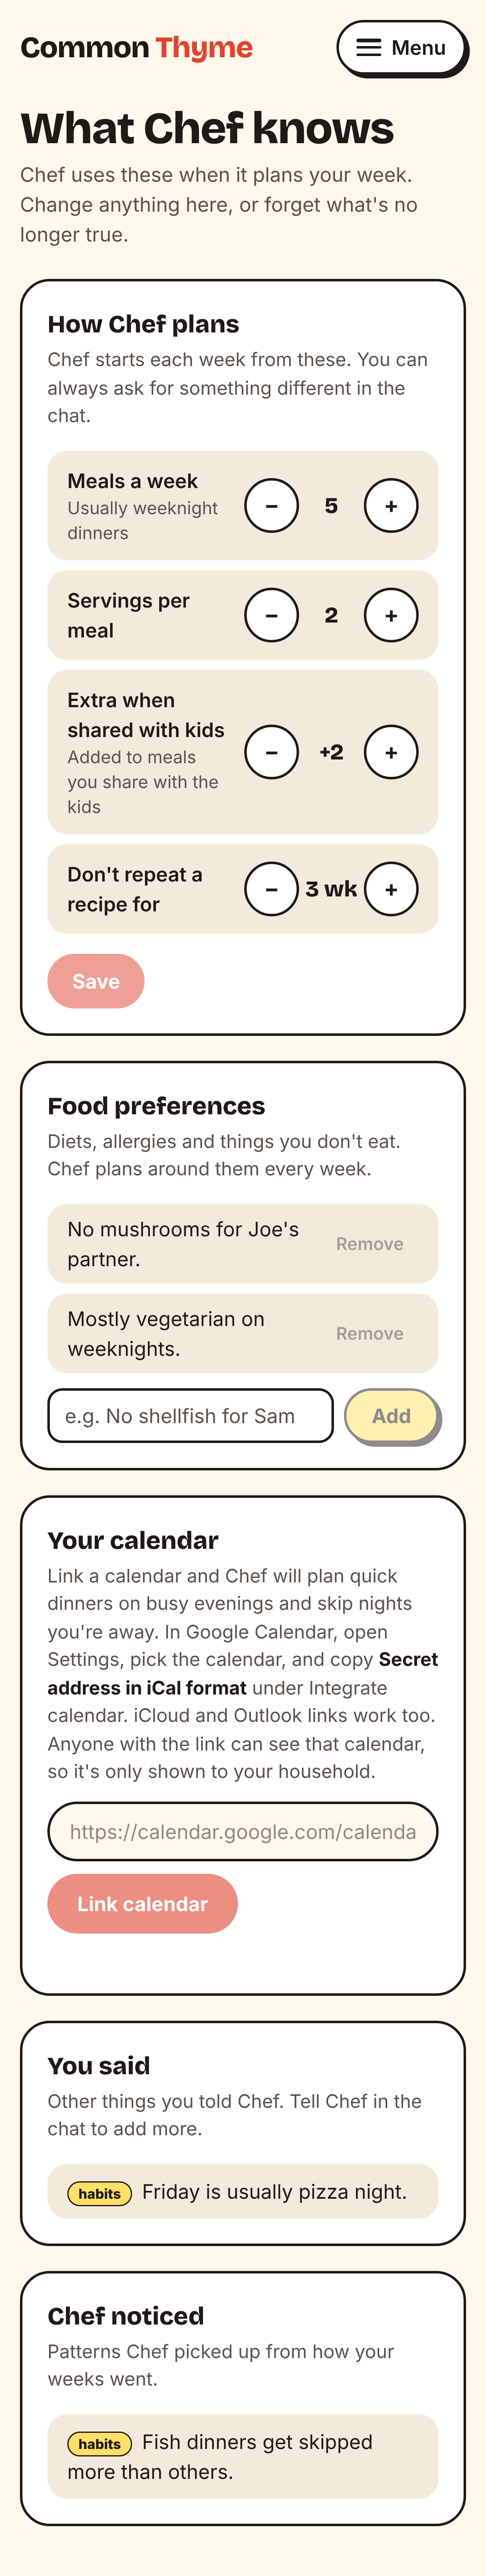 Common Thyme
Menu
What Chef knows
Chef uses these when it plans your week.
Change anything here, or forget what's no
longer true.
How Chef plans
Chef starts each week from these. You can
always ask for something different in the
chat.
Meals a week
Usually weeknight
dinners
− 5 +
Servings per
meal
− 2 +
Extra when
shared with kids
Added to meals
you share with the
kids
− +2 +
Don't repeat a
recipe for
− 3 wk +
Save
Food preferences
Diets, allergies and things you don't eat.
Chef plans around them every week.
No mushrooms for Joe's
partner.
Remove
Mostly vegetarian on
weeknights.
Remove
e.g. No shellfish for Sam
Add
Your calendar
Link a calendar and Chef will plan quick
dinners on busy evenings and skip nights
you're away. In Google Calendar, open
Settings, pick the calendar, and copy Secret
address in iCal format under Integrate
calendar. iCloud and Outlook links work too.
Anyone with the link can see that calendar,
so it's only shown to your household.
https://calendar.google.com/calenda
Link calendar
You said
Other things you told Chef. Tell Chef in the
chat to add more.
habits Friday is usually pizza night.
Chef noticed
Patterns Chef picked up from how your
weeks went.
habits Fish dinners get skipped
more than others.